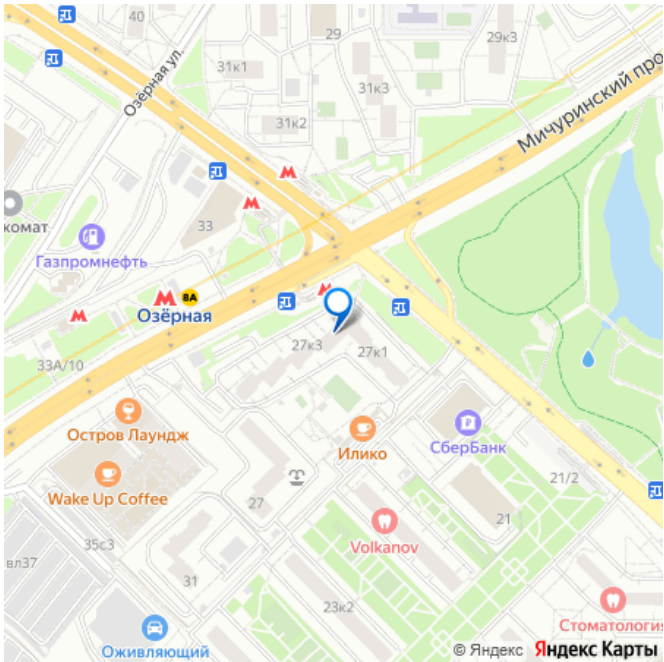 40
29
29к3
31к1
Озёрная ул.
31к3
31к2
Мичуринский про
33
комат
Газпромнефть
8А
Озёрная
33А/10
27к3
27к1
Остров Лаундж
Илико
СберБанк
Wake Up Coffee
27
21/2
21
35с3
Volkanov
вл37
31
23к2
Стоматология
Оживляющий
© Яндекс Яндекс Карты